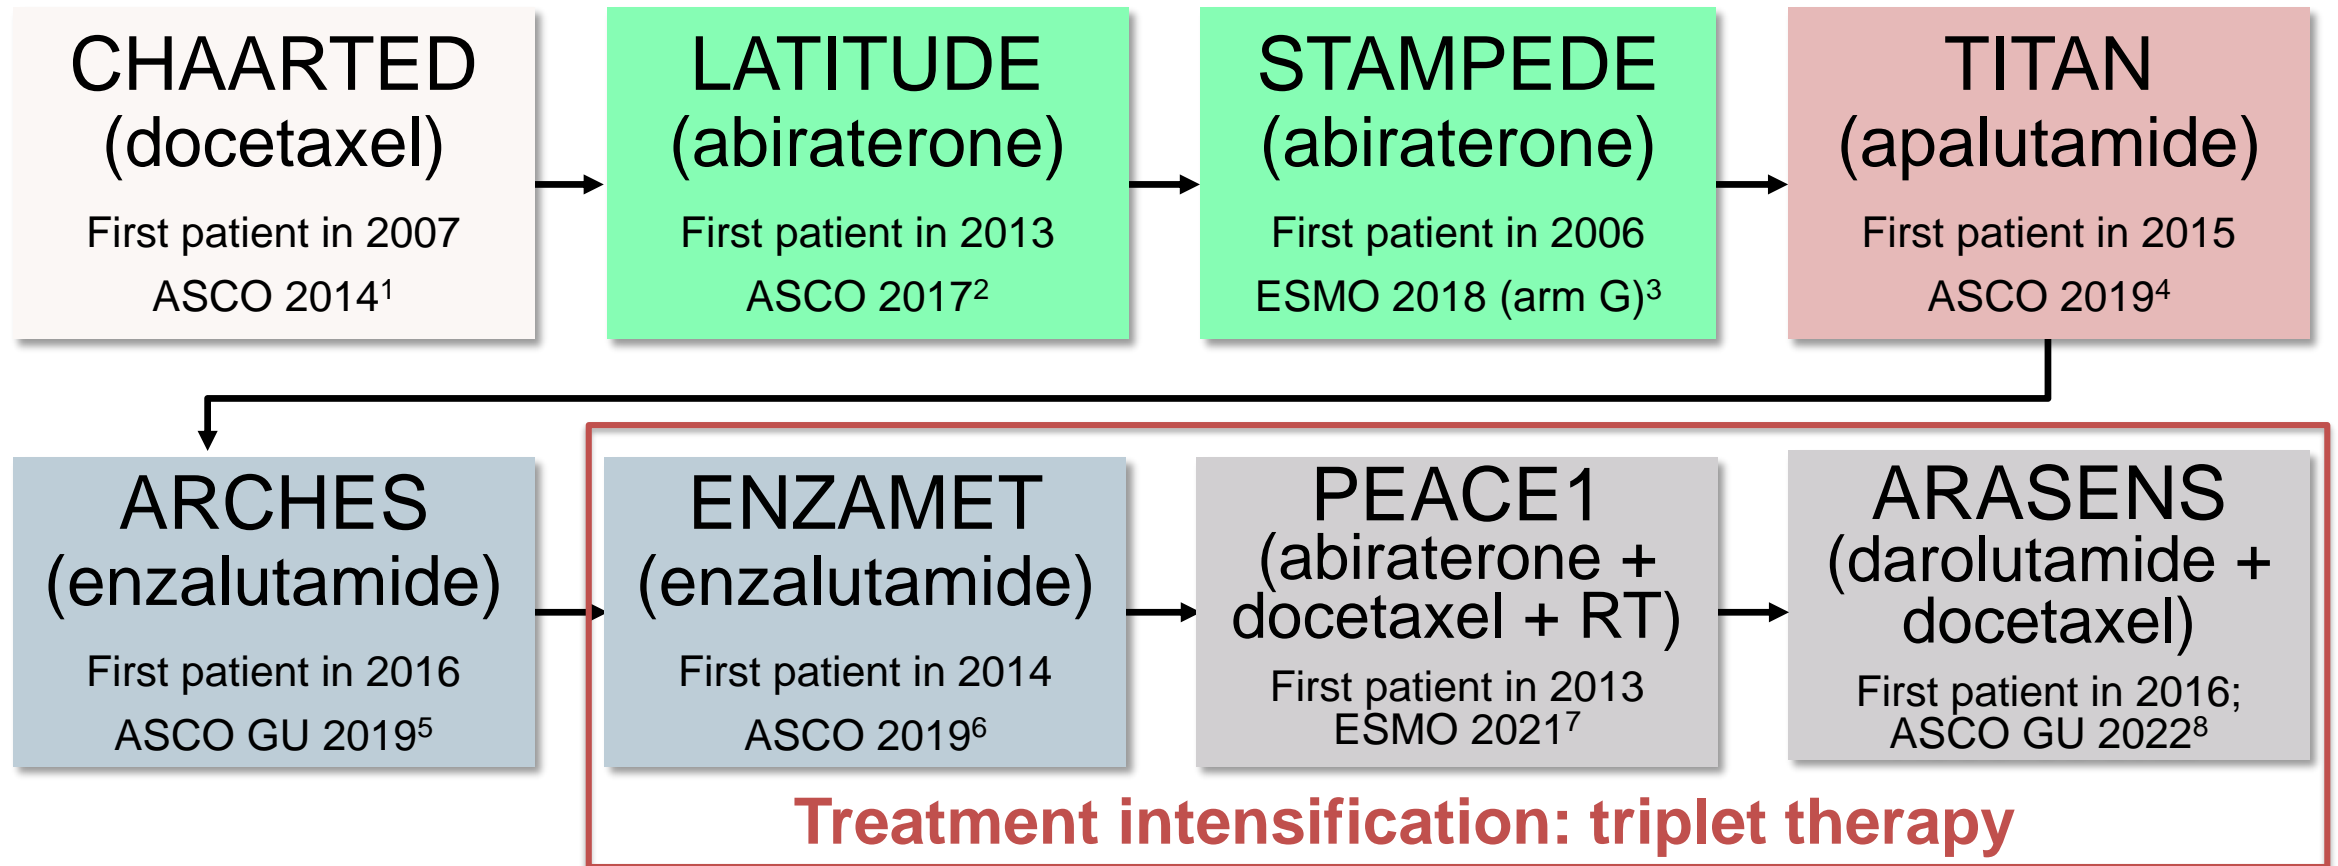 CHAARTED
(docetaxel)
First patient in 2007
ASCO 2014¹
LATITUDE
(abiraterone)
First patient in 2013
ASCO 2017²
STAMPEDE
(abiraterone)
First patient in 2006
ESMO 2018 (arm G)³
TITAN
(apalutamide)
First patient in 2015
ASCO 2019⁴
ARCHES
(enzalutamide)
First patient in 2016
ASCO GU 2019⁵
ENZAMET
(enzalutamide)
First patient in 2014
ASCO 2019⁶
PEACE1
(abiraterone +
docetaxel + RT)
First patient in 2013
ESMO 2021⁷
ARASENS
(darolutamide +
docetaxel)
First patient in 2016;
ASCO GU 2022⁸
Treatment intensification: triplet therapy